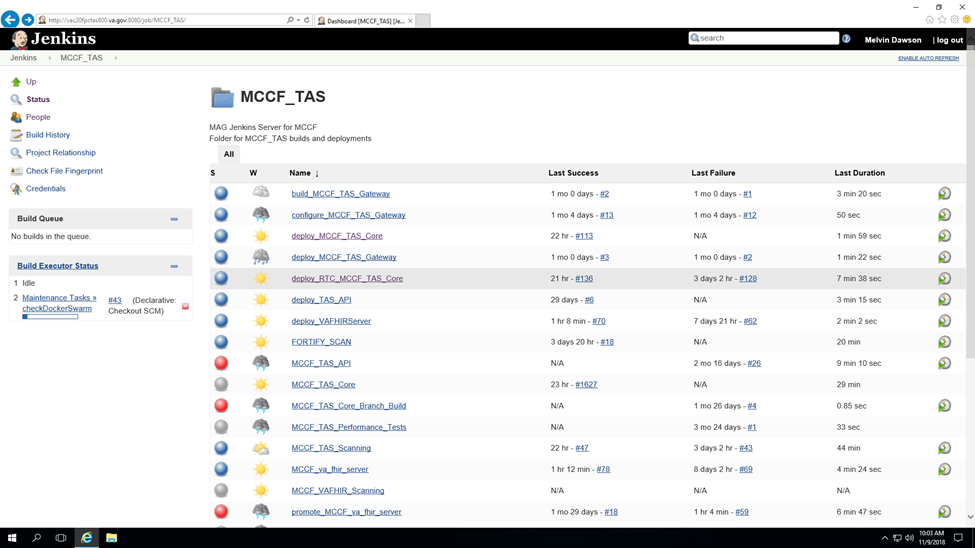 http://vac20fpctas800.va.gov:8080/job/MCCF_TAS/
Dashboard [MCCF_TAS] [Je...
Jenkins
search
Melvin Dawson
| log out
Jenkins
MCCF_TAS
ENABLE AUTO REFRESH
Up
Status
People
Build History
Project Relationship
Check File Fingerprint
Credentials
Build Queue
No builds in the queue.
Build Executor Status
1 Idle
2 Maintenance Tasks » checkDockerSwarm #43 (Declarative: Checkout SCM)
MCCF_TAS
MAG Jenkins Server for MCCF
Folder for MCCF_TAS builds and deployments
All
S W Name ↓ Last Success Last Failure Last Duration
build_MCCF_TAS_Gateway 1 mo 0 days - #2 1 mo 0 days - #1 3 min 20 sec
configure_MCCF_TAS_Gateway 1 mo 4 days - #13 1 mo 4 days - #12 50 sec
deploy_MCCF_TAS_Core 22 hr - #113 N/A 1 min 59 sec
deploy_MCCF_TAS_Gateway 1 mo 0 days - #3 1 mo 0 days - #2 1 min 22 sec
deploy_RTC_MCCF_TAS_Core 21 hr - #136 3 days 2 hr - #128 7 min 38 sec
deploy_TAS_API 29 days - #6 N/A 3 min 15 sec
deploy_VAFHIRServer 1 hr 8 min - #70 7 days 21 hr - #62 2 min 2 sec
FORTIFY_SCAN 3 days 20 hr - #18 N/A 20 min
MCCF_TAS_API N/A 2 mo 16 days - #26 9 min 10 sec
MCCF_TAS_Core 23 hr - #1627 N/A 29 min
MCCF_TAS_Core_Branch_Build N/A 1 mo 26 days - #4 0.85 sec
MCCF_TAS_Performance_Tests N/A 3 mo 24 days - #1 33 sec
MCCF_TAS_Scanning 22 hr - #47 3 days 2 hr - #43 44 min
MCCF_va_fhir_server 1 hr 12 min - #78 8 days 2 hr - #69 4 min 24 sec
MCCF_VAFHIR_Scanning N/A N/A N/A
promote_MCCF_va_fhir_server 1 mo 29 days - #18 1 hr 4 min - #59 6 min 47 sec
10:03 AM
11/9/2018